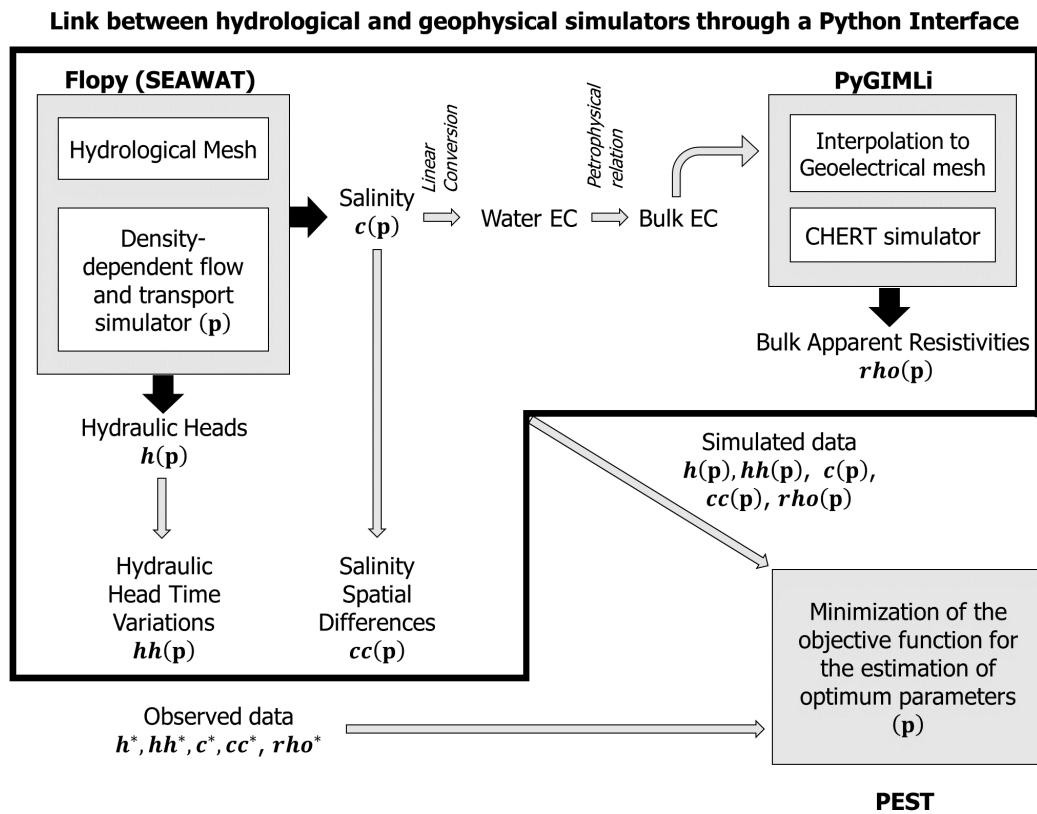 Link between hydrological and geophysical simulators through a Python Interface
Flopy (SEAWAT)
Hydrological Mesh
Density-
dependent flow
and transport
simulator (p)
Salinity
c(p)
Linear
Conversion
Water EC
Petrophysical
relation
Bulk EC
PyGIMLi
Interpolation to
Geoelectrical mesh
CHERT simulator
Bulk Apparent Resistivities
rho(p)
Hydraulic Heads
h(p)
Hydraulic
Head Time
Variations
hh(p)
Salinity
Spatial
Differences
cc(p)
Simulated data
h(p), hh(p), c(p),
cc(p), rho(p)
Observed data
h*, hh*, c*, cc*, rho*
Minimization of the
objective function for
the estimation of
optimum parameters
(p)
PEST